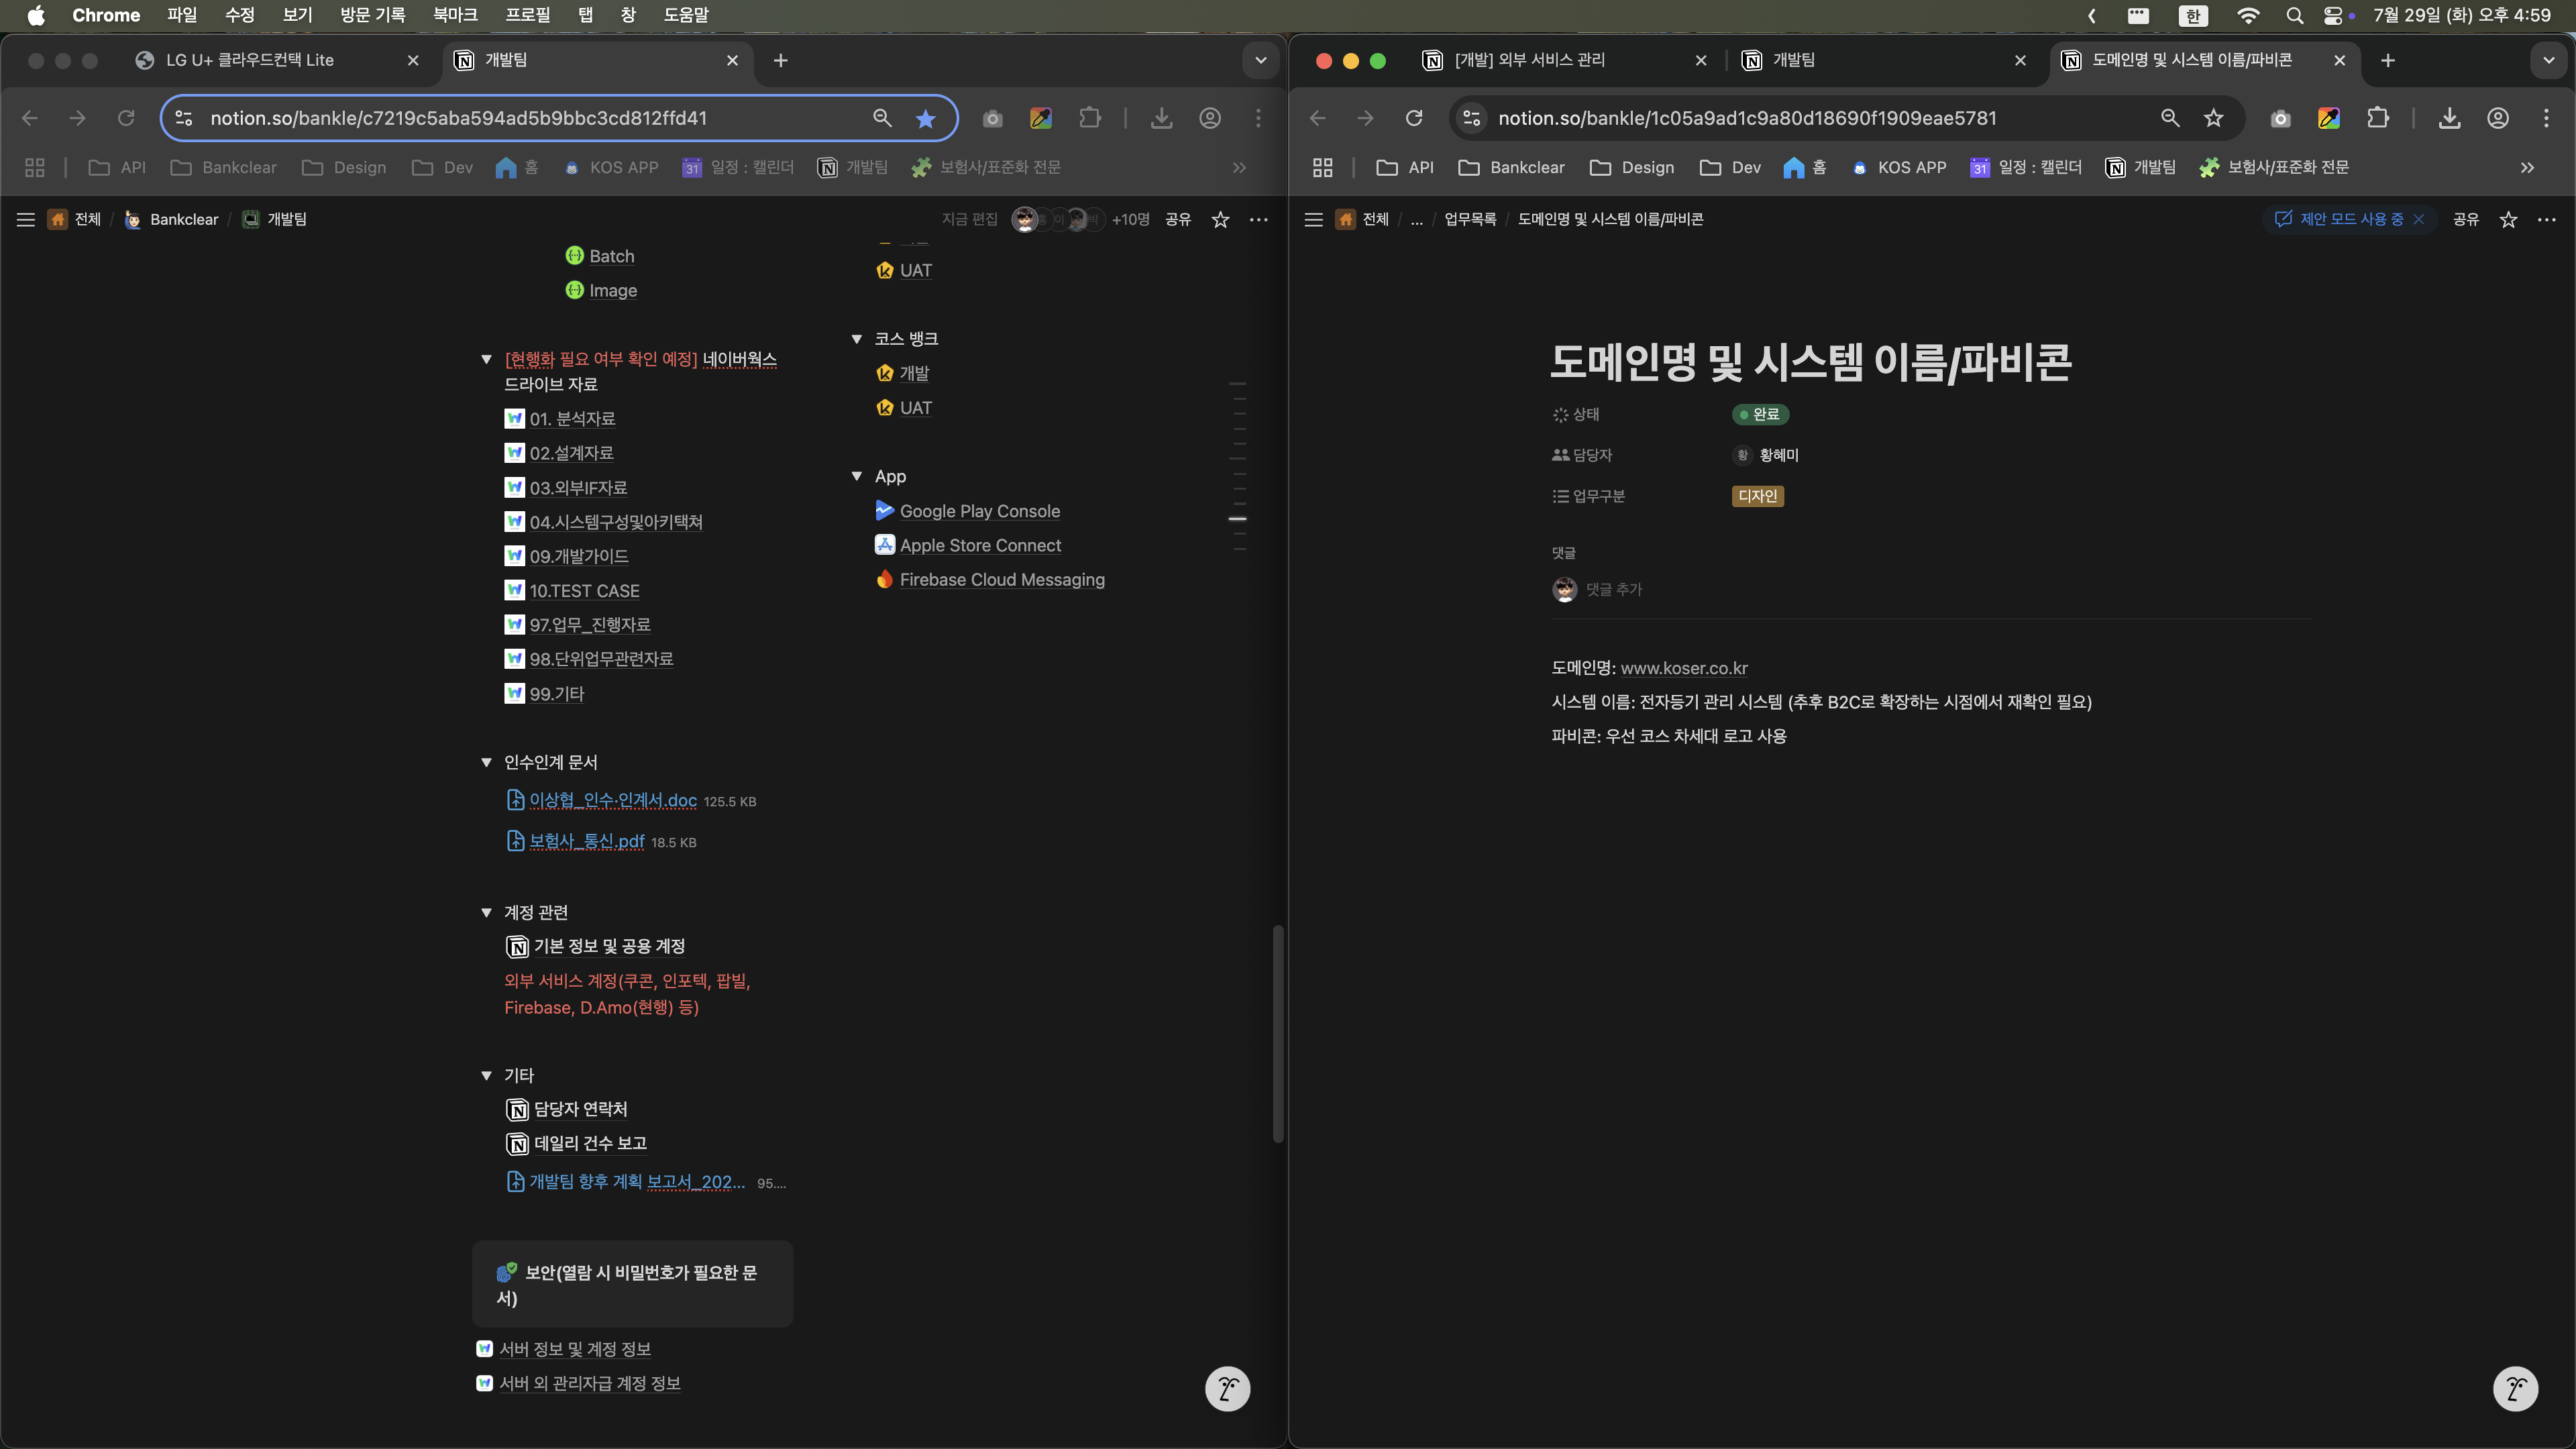 Chrome 파일 수정 보기 방문 기록 북마크 프로필 탭 창 도움말 한 7월 29일 (화) 오후 4:59
LG U+ 클라우드컨택 Lite
개발팀
notion.so/bankle/c7219c5aba594ad5b9bbc3cd812ffd41
API Bankclear Design Dev 홈 KOS APP 31 일정 : 캘린더 개발팀 보험사/표준화 전문
전체 / Bankclear / 개발팀
지금 편집 +10명 공유
Batch
Image
[현행화 필요 여부 확인 예정] 네이버웍스
드라이브 자료
01. 분석자료
02.설계자료
03.외부IF자료
04.시스템구성및아키택쳐
09.개발가이드
10.TEST CASE
97.업무_진행자료
98.단위업무관련자료
99.기타
인수인계 문서
이상협_인수·인계서.doc 125.5 KB
보험사_통신.pdf 18.5 KB
계정 관련
기본 정보 및 공용 계정
외부 서비스 계정(쿠콘, 인포텍, 팝빌,
Firebase, D.Amo(현행) 등)
기타
담당자 연락처
데일리 건수 보고
개발팀 향후 계획 보고서_202... 95....
보안(열람 시 비밀번호가 필요한 문
서)
서버 정보 및 계정 정보
서버 외 관리자급 계정 정보
UAT
코스 뱅크
개발
UAT
App
Google Play Console
Apple Store Connect
Firebase Cloud Messaging
[개발] 외부 서비스 관리
개발팀
도메인명 및 시스템 이름/파비콘
notion.so/bankle/1c05a9ad1c9a80d18690f1909eae5781
API Bankclear Design Dev 홈 KOS APP 31 일정 : 캘린더 개발팀 보험사/표준화 전문
전체 / ... / 업무목록 / 도메인명 및 시스템 이름/파비콘
제안 모드 사용 중 공유
도메인명 및 시스템 이름/파비콘
상태 완료
담당자 황 황혜미
업무구분 디자인
댓글
댓글 추가
도메인명: www.koser.co.kr
시스템 이름: 전자등기 관리 시스템 (추후 B2C로 확장하는 시점에서 재확인 필요)
파비콘: 우선 코스 차세대 로고 사용